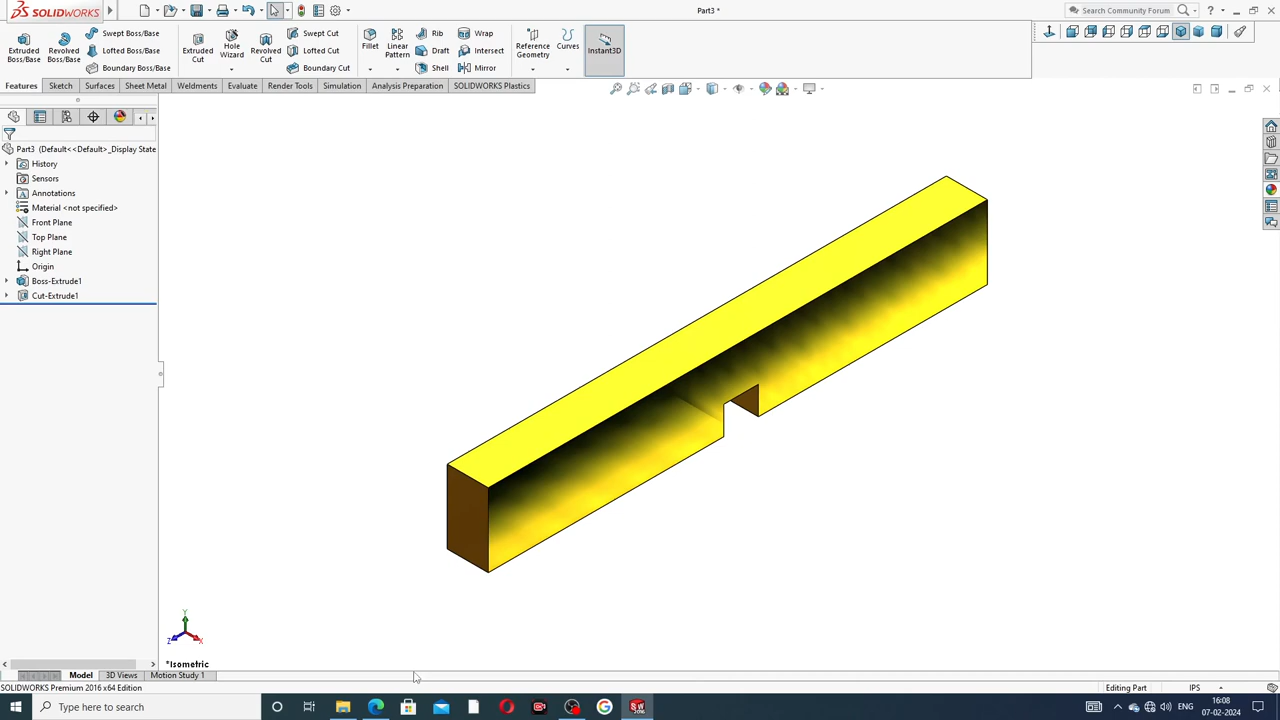 SOLIDWORKS
Part3 *
Search Community Forum
Extruded Boss/Base
Revolved Boss/Base
Swept Boss/Base
Lofted Boss/Base
Boundary Boss/Base
Extruded Cut
Hole Wizard
Revolved Cut
Swept Cut
Lofted Cut
Boundary Cut
Fillet
Linear Pattern
Rib
Draft
Shell
Wrap
Intersect
Mirror
Reference Geometry
Curves
Instant3D
Features Sketch Surfaces Sheet Metal Weldments Evaluate Render Tools Simulation Analysis Preparation SOLIDWORKS Plastics
Part3 (Default<<Default>_Display State
History
Sensors
Annotations
Material <not specified>
Front Plane
Top Plane
Right Plane
Origin
Boss-Extrude1
Cut-Extrude1
Y
Z
X
*Isometric
Model 3D Views Motion Study 1
SOLIDWORKS Premium 2016 x64 Edition
Editing Part
IPS
Type here to search
ENG
16:08
07-02-2024